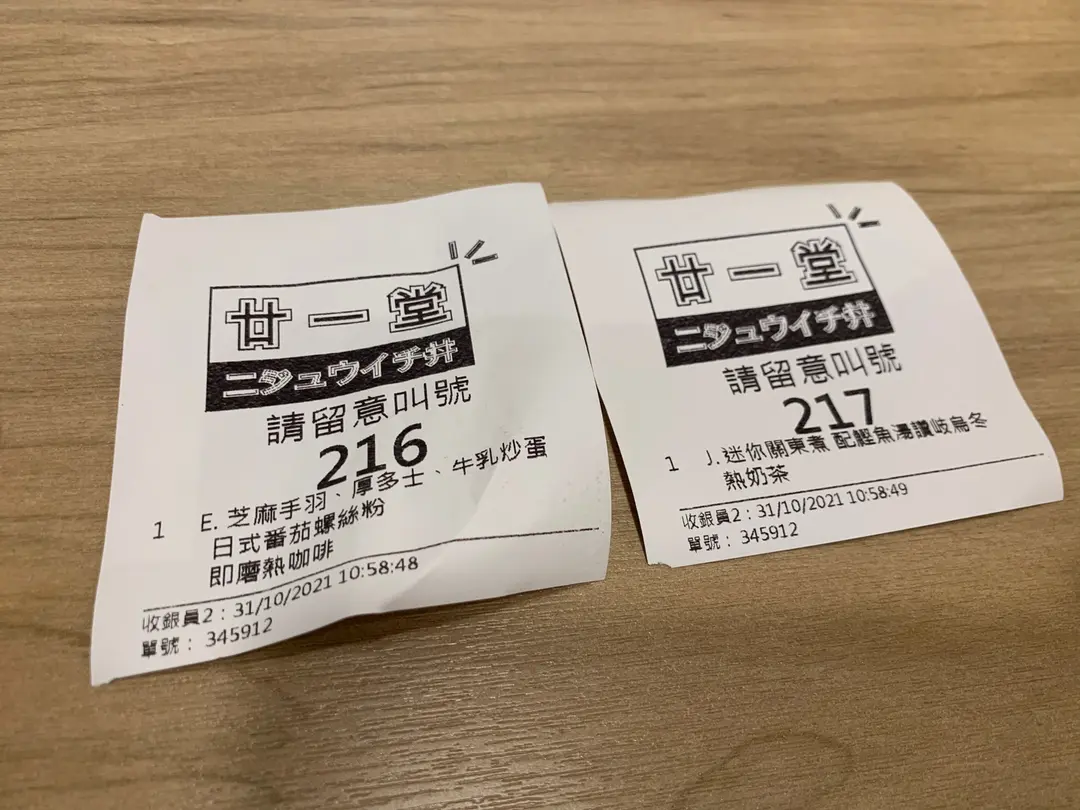 廿一堂
ニジュウイチ丼
請留意叫號
216
1 E. 芝麻手羽、厚多士、牛乳炒蛋
日式番茄螺絲粉
即磨熱咖啡
收銀員2：31/10/2021 10:58:48
單號： 345912
廿一堂
ニジュウイチ丼
請留意叫號
217
1 J. 迷你關東煮 配鰹魚湯讚岐烏冬
熱奶茶
收銀員2：31/10/2021 10:58:49
單號： 345912